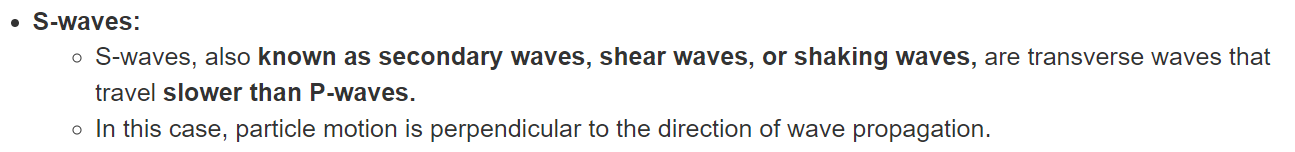 • S-waves:
◦ S-waves, also known as secondary waves, shear waves, or shaking waves, are transverse waves that
travel slower than P-waves.
◦ In this case, particle motion is perpendicular to the direction of wave propagation.